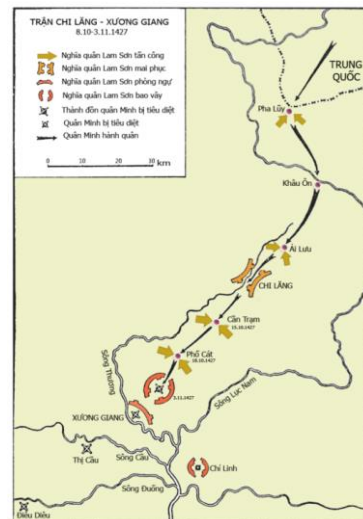 TRẬN CHI LĂNG - XƯƠNG GIANG
8.10-3.11.1427
Nghĩa quân Lam Sơn tấn công
Nghĩa quân Lam Sơn mai phục
Nghĩa quân Lam Sơn phòng ngự
Nghĩa quân Lam Sơn bao vây
Thành đồn quân Minh bị tiêu diệt
Quân Minh bị tiêu diệt
Quân Minh hành quân
0 10 20 30
km
TRUNG
QUỐC
Pha Lũy
Khâu Ôn
Ải Lưu
CHI LĂNG
Cần Trạm
15.10.1427
Phố Cát
18.10.1427
3.11.1427
Sông Thương
Sông Lục Nam
XƯƠNG GIANG
Thị Cầu
Sông Cầu
Chí Linh
Sông Đuống
Điêu Diêu